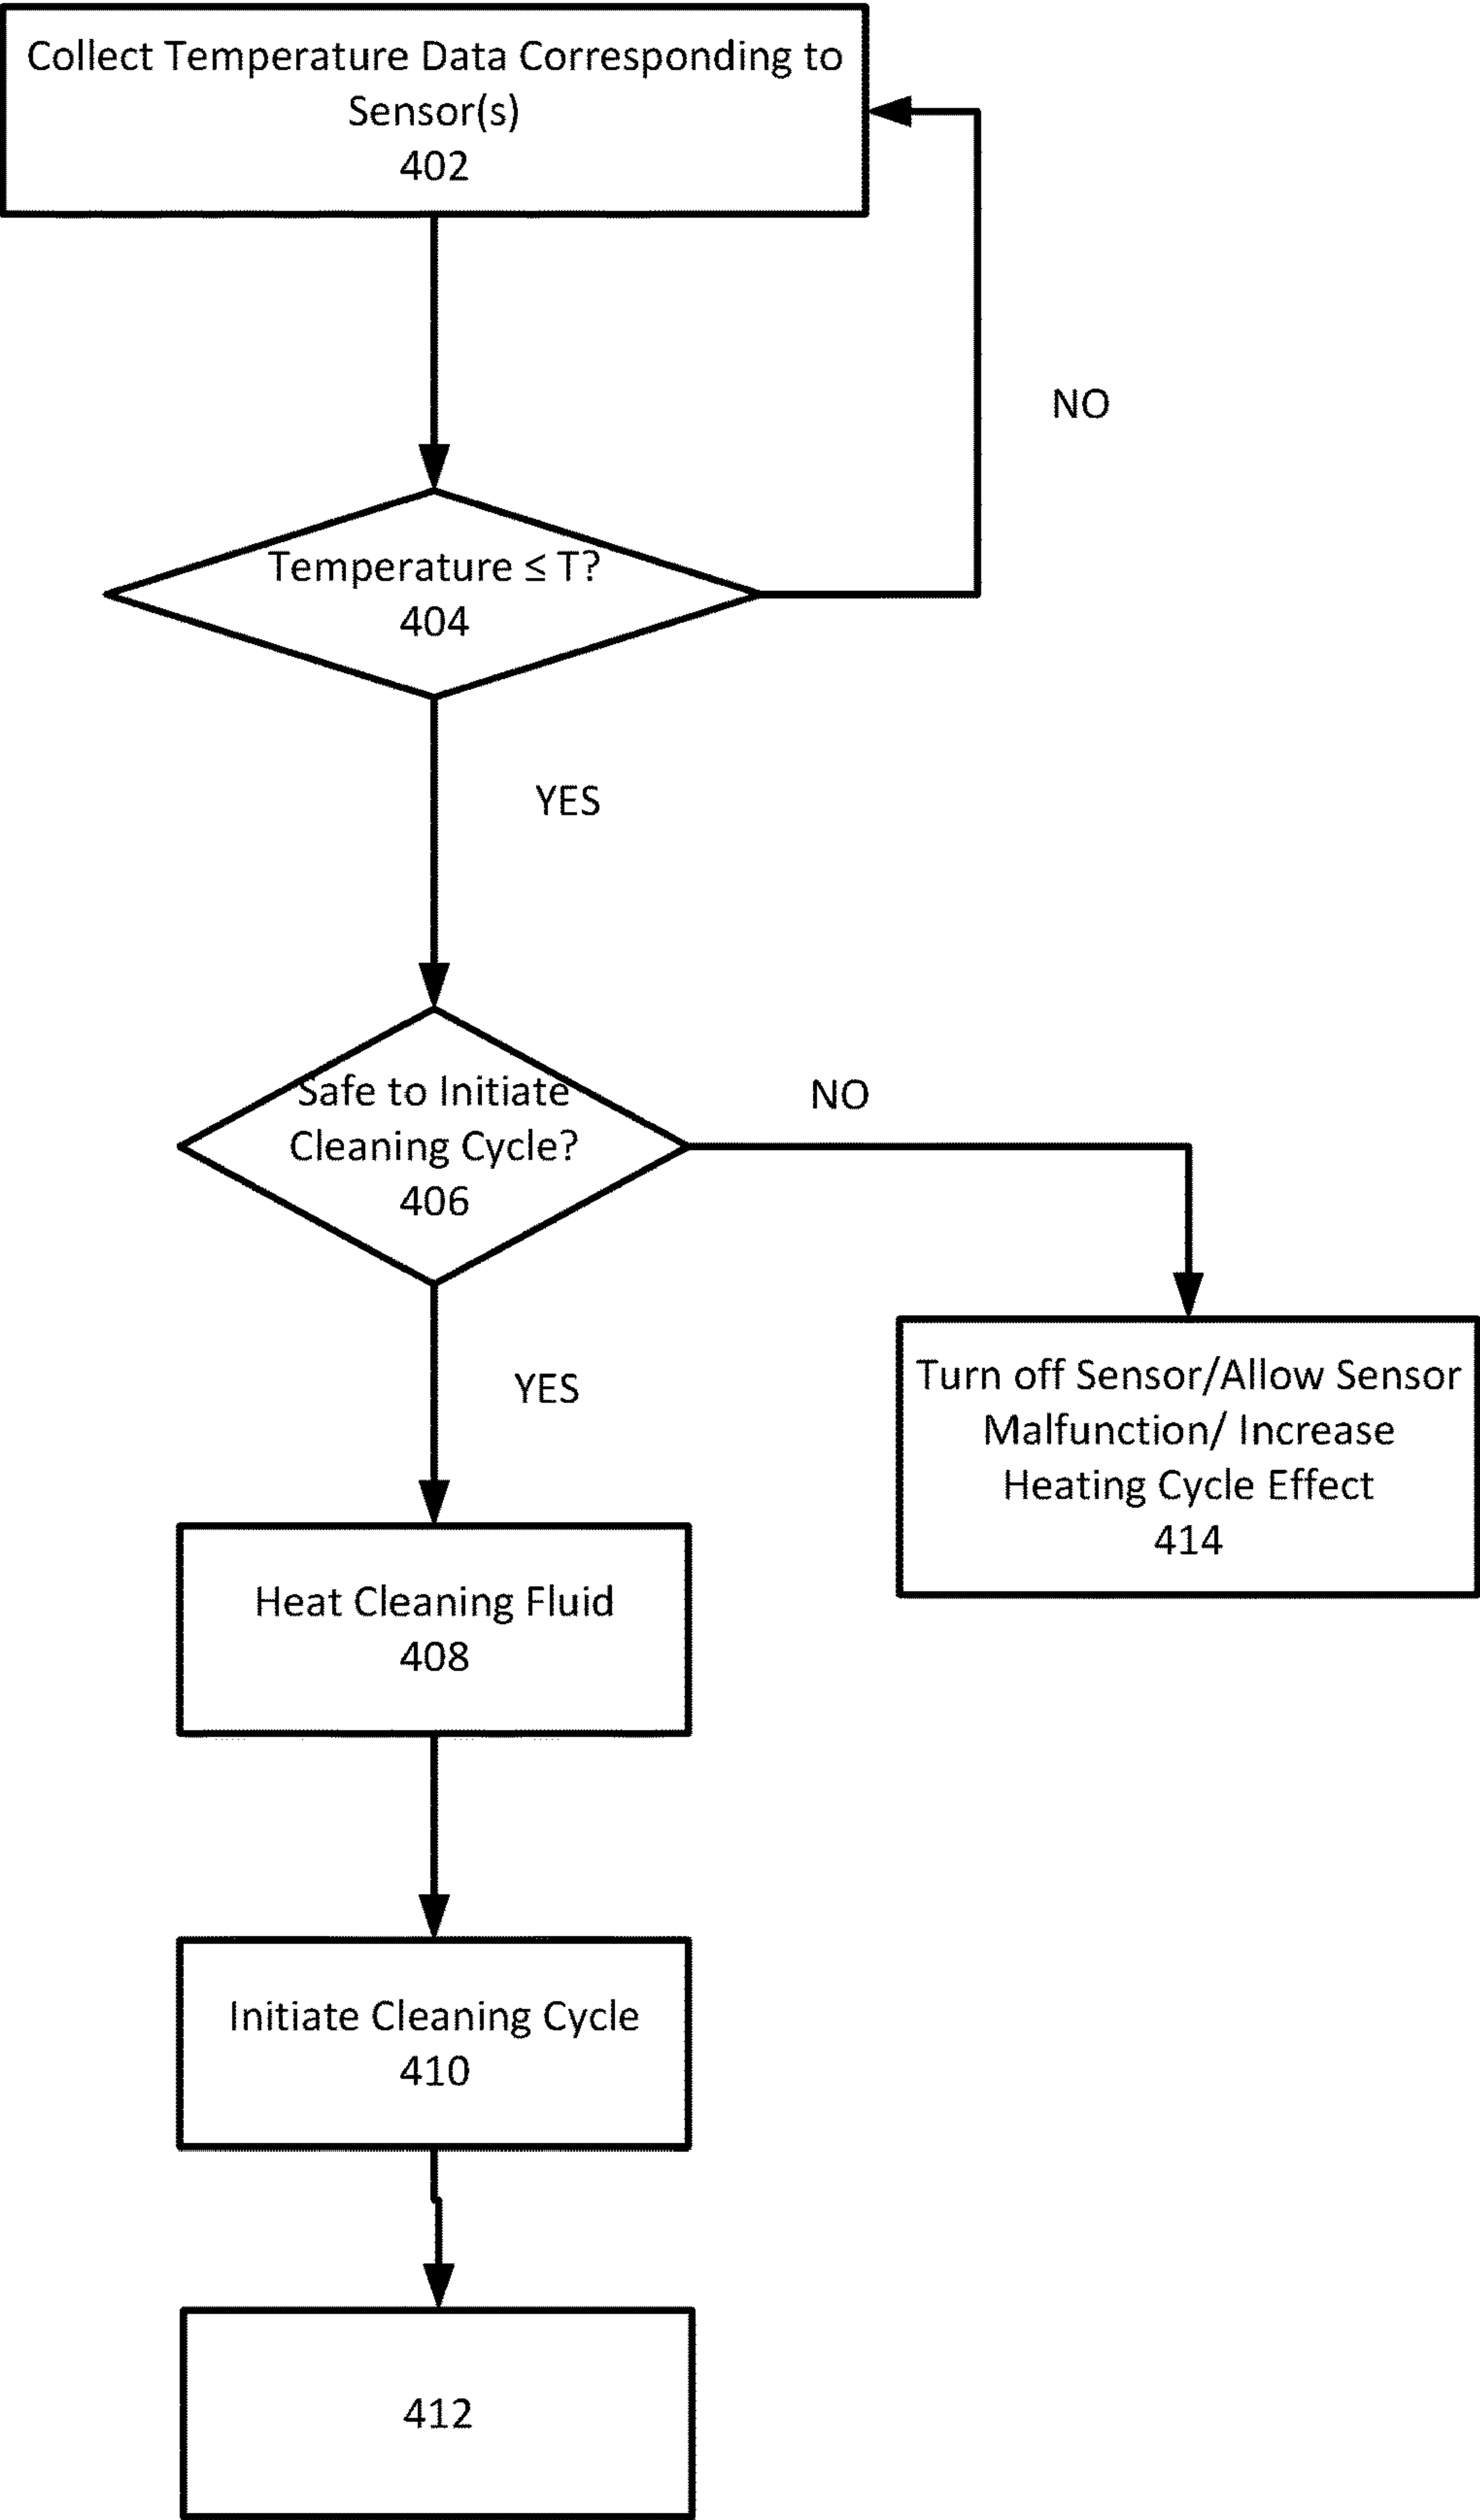 Collect Temperature Data Corresponding to
Sensor(s)
402
NO
Temperature ≤ T?
404
YES
Safe to Initiate
Cleaning Cycle?
406
NO
YES
Turn off Sensor/Allow Sensor
Malfunction/ Increase
Heating Cycle Effect
414
Heat Cleaning Fluid
408
Initiate Cleaning Cycle
410
412